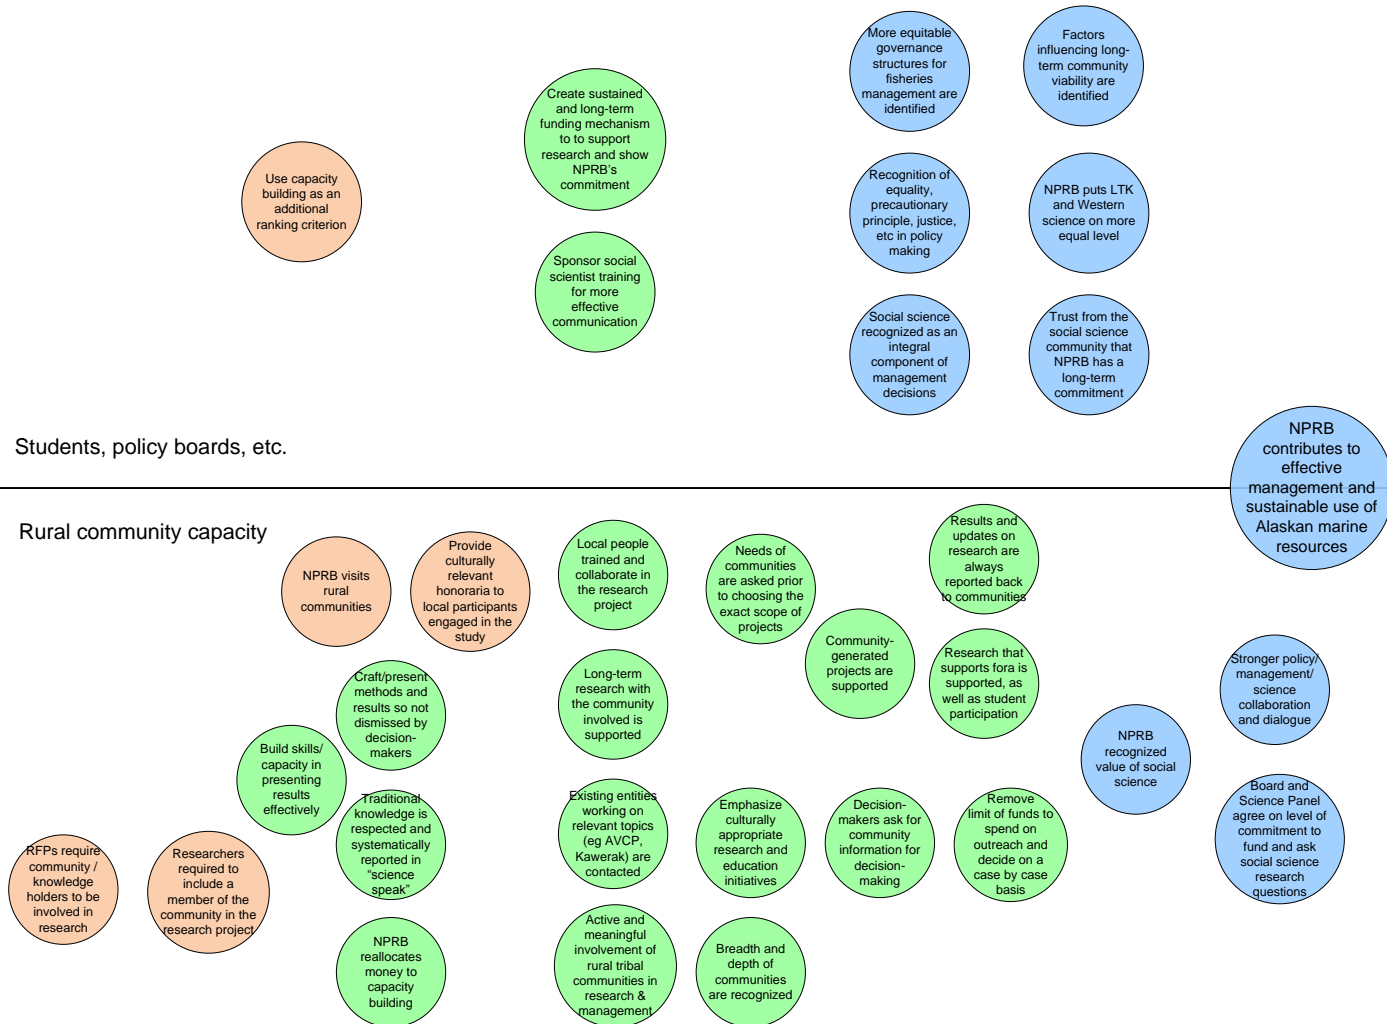 More equitable
governance
structures for
fisheries
management are
identified
Factors
influencing long-
term community
viability are
identified
Create sustained
and long-term
funding mechanism
to to support
research and show
NPRB's
commitment
Use capacity
building as an
additional
ranking criterion
Recognition of
equality,
precautionary
principle, justice,
etc in policy
making
NPRB puts LTK
and Western
science on more
equal level
Sponsor social
scientist training
for more
effective
communication
Social science
recognized as an
integral
component of
management
decisions
Trust from the
social science
community that
NPRB has a
long-term
commitment
Students, policy boards, etc.
NPRB
contributes to
effective
management and
sustainable use of
Alaskan marine
resources
Rural community capacity
NPRB visits
rural
communities
Provide
culturally
relevant
honoraria to
local participants
engaged in the
study
Local people
trained and
collaborate in
the research
project
Needs of
communities
are asked prior
to choosing the
exact scope of
projects
Results and
updates on
research are
always
reported back
to communities
Community-
generated
projects are
supported
Research that
supports fora is
supported, as
well as student
participation
Stronger policy/
management/
science
collaboration
and dialogue
Craft/present
methods and
results so not
dismissed by
decision-
makers
Long-term
research with
the community
involved is
supported
NPRB
recognized
value of social
science
Build skills/
capacity in
presenting
results
effectively
Traditional
knowledge is
respected and
systematically
reported in
“science
speak”
Existing entities
working on
relevant topics
(eg AVCP,
Kawerak) are
contacted
Emphasize
culturally
appropriate
research and
education
initiatives
Decision-
makers ask for
community
information for
decision-
making
Remove
limit of funds to
spend on
outreach and
decide on a
case by case
basis
Board and
Science Panel
agree on level of
commitment to
fund and ask
social science
research
questions
RFPs require
community /
knowledge
holders to be
involved in
research
Researchers
required to
include a
member of the
community in the
research project
NPRB
reallocates
money to
capacity
building
Active and
meaningful
involvement of
rural tribal
communities in
research &
management
Breadth and
depth of
communities
are recognized